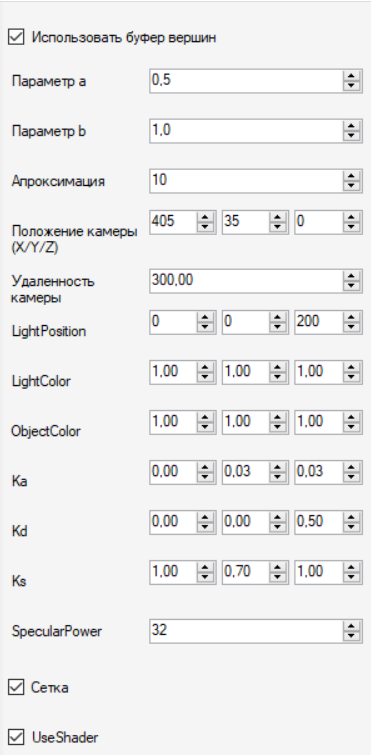 Использовать буфер вершин
Параметр a 0,5
Параметр b 1,0
Апроксимация 10
Положение камеры (X/Y/Z) 405 35 0
Удаленность камеры 300,00
LightPosition 0 0 200
LightColor 1,00 1,00 1,00
ObjectColor 1,00 1,00 1,00
Ka 0,00 0,03 0,03
Kd 0,00 0,00 0,50
Ks 1,00 0,70 1,00
SpecularPower 32
Сетка
UseShader